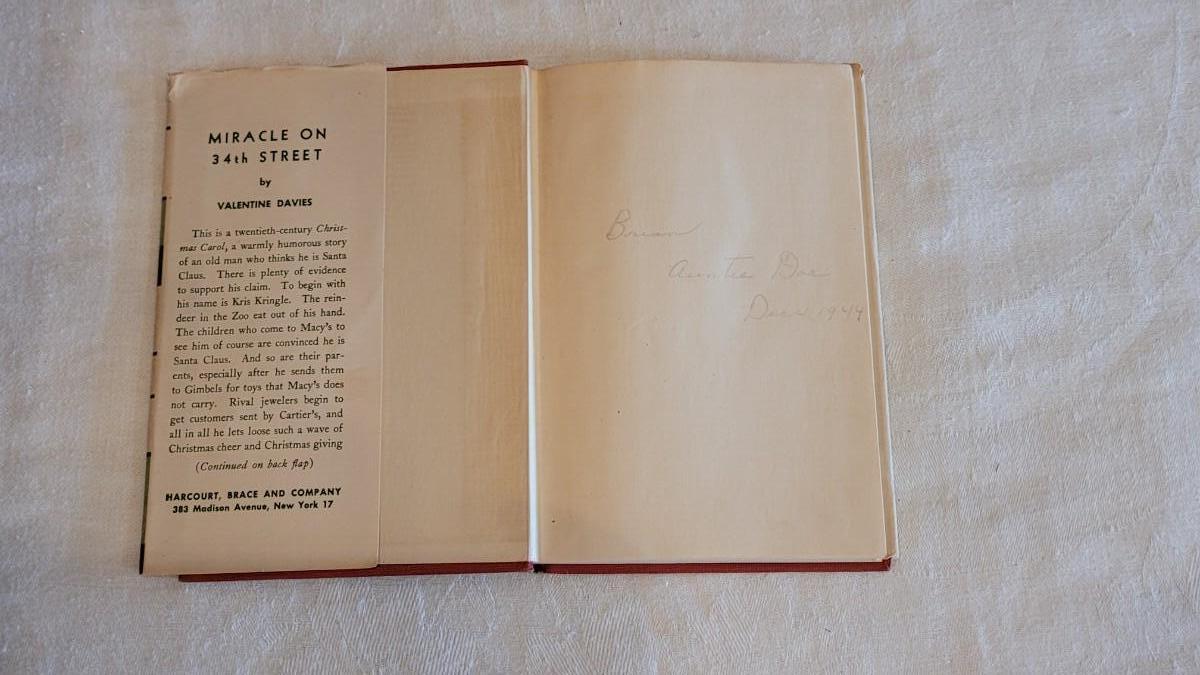 MIRACLE ON
34th STREET
by
VALENTINE DAVIES
This is a twentieth-century Christ-
mas Carol, a warmly humorous story
of an old man who thinks he is Santa
Claus. There is plenty of evidence
to support his claim. To begin with
his name is Kris Kringle. The rein-
deer in the Zoo eat out of his hand.
The children who come to Macy's to
see him of course are convinced he is
Santa Claus. And so are their par-
ents, especially after he sends them
to Gimbels for toys that Macy's does
not carry. Rival jewelers begin to
get customers sent by Cartier's, and
all in all he lets loose such a wave of
Christmas cheer and Christmas giving
(Continued on back flap)
HARCOURT, BRACE AND COMPANY
383 Madison Avenue, New York 17
Auntie